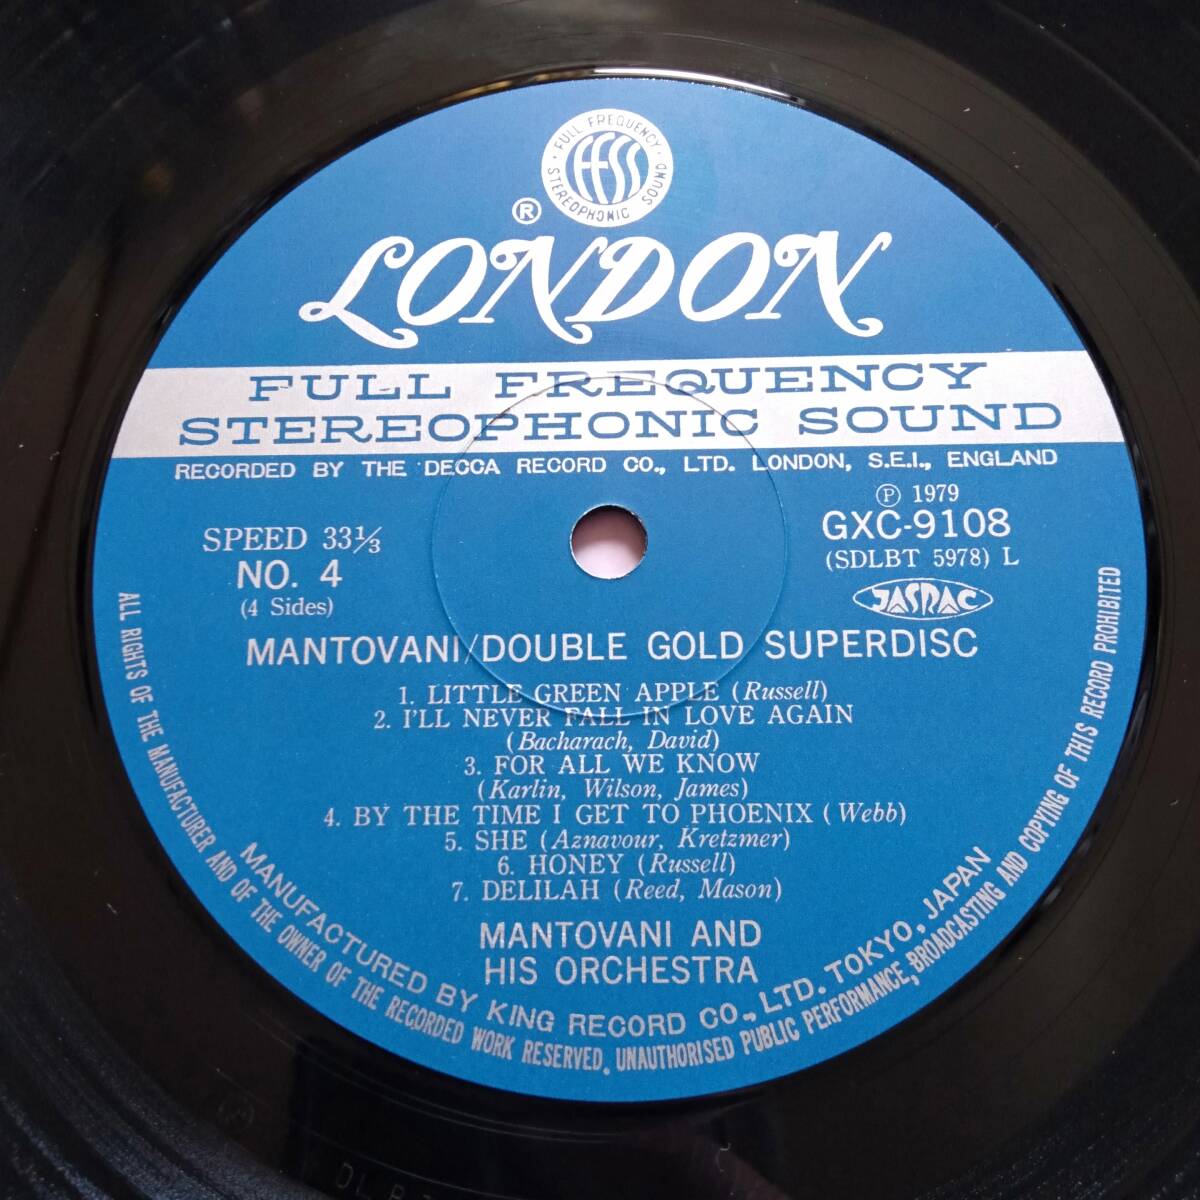 · FULL FREQUENCY · STEREOPHONIC SOUND
FFSS
®
LONDON
FULL FREQUENCY
STEREOPHONIC SOUND
RECORDED BY THE DECCA RECORD CO., LTD. LONDON, S.E.I., ENGLAND
SPEED 33⅓
NO. 4
(4 Sides)
Ⓟ 1979
GXC-9108
(SDLBT 5978) L
JASRAC
MANTOVANI/DOUBLE GOLD SUPERDISC
1. LITTLE GREEN APPLE (Russell)
2. I'LL NEVER FALL IN LOVE AGAIN
(Bacharach, David)
3. FOR ALL WE KNOW
(Karlin, Wilson, James)
4. BY THE TIME I GET TO PHOENIX (Webb)
5. SHE (Aznavour, Kretzmer)
6. HONEY (Russell)
7. DELILAH (Reed, Mason)
MANTOVANI AND
HIS ORCHESTRA
MANUFACTURED BY KING RECORD CO., LTD. TOKYO, JAPAN
ALL RIGHTS OF THE MANUFACTURER AND OF THE OWNER OF THE RECORDED WORK RESERVED. UNAUTHORISED PUBLIC PERFORMANCE, BROADCASTING AND COPYING OF THIS RECORD PROHIBITED